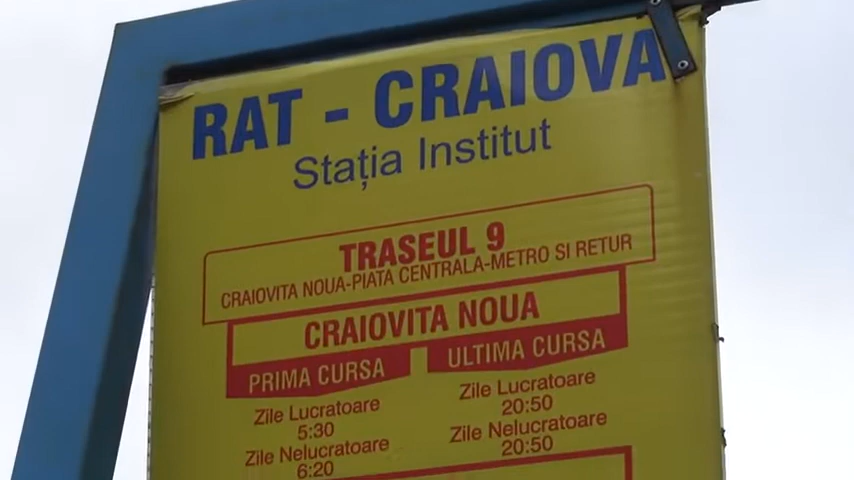 RAT - CRAIOVA
Stația Institut
TRASEUL 9
CRAIOVITA NOUA-PIATA CENTRALA-METRO SI RETUR
CRAIOVITA NOUA
PRIMA CURSA
ULTIMA CURSA
Zile Lucratoare
5:30
Zile Nelucratoare
6:20
Zile Lucratoare
20:50
Zile Nelucratoare
20:50